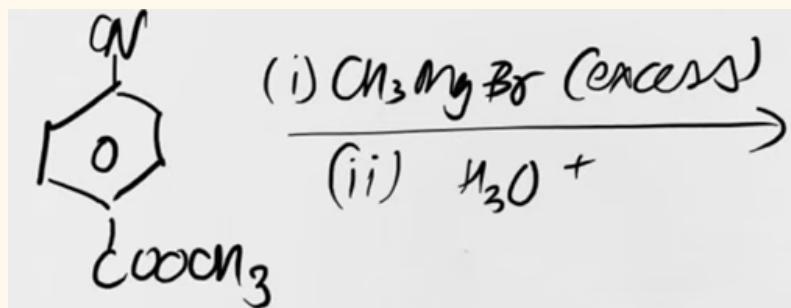 CN
(i) CH3MgBr (excess)
(ii) H3O +
COOCH3